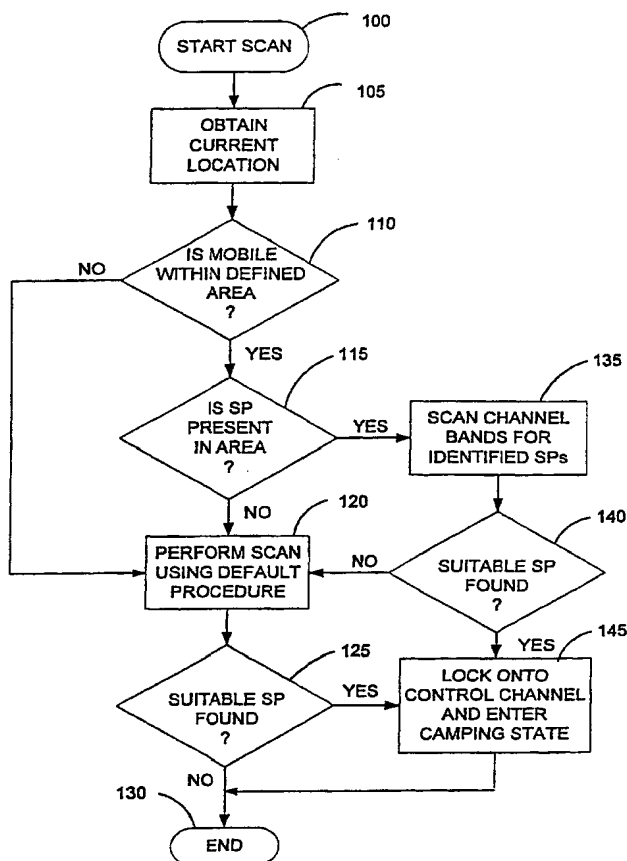 100
START SCAN
105
OBTAIN
CURRENT
LOCATION
110
IS MOBILE
WITHIN DEFINED
AREA
?
NO
YES
115
IS SP
PRESENT
IN AREA
?
YES
135
SCAN CHANNEL
BANDS FOR
IDENTIFIED SPs
NO
120
PERFORM SCAN
USING DEFAULT
PROCEDURE
140
SUITABLE SP
FOUND
?
NO
YES
145
LOCK ONTO
CONTROL CHANNEL
AND ENTER
CAMPING STATE
125
SUITABLE SP
FOUND
?
YES
NO
130
END